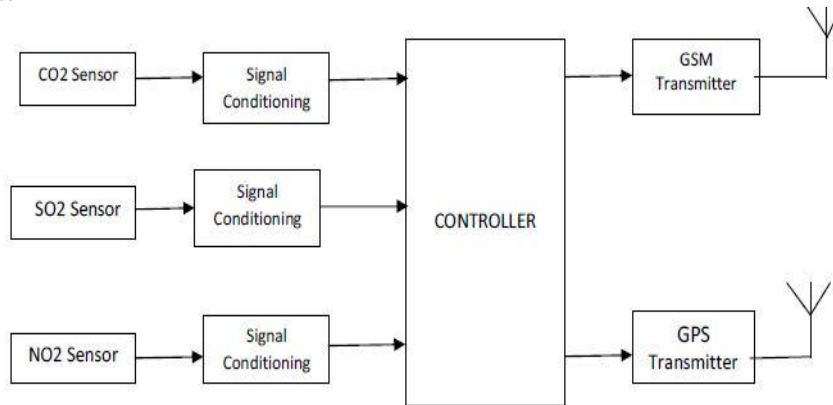 CO2 Sensor
Signal
Conditioning
GSM
Transmitter
SO2 Sensor
Signal
Conditioning
CONTROLLER
NO2 Sensor
Signal
Conditioning
GPS
Transmitter